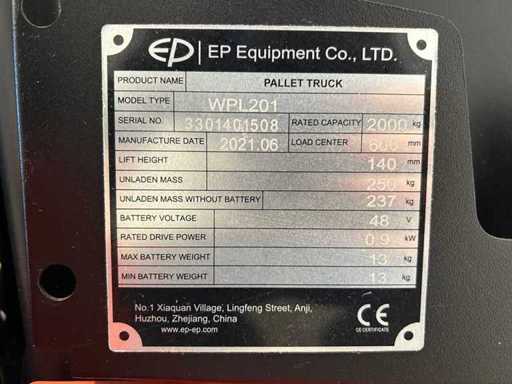 EP EP Equipment Co., LTD.
PRODUCT NAME PALLET TRUCK
MODEL TYPE WPL201
SERIAL NO. 3301401508 RATED CAPACITY 2000 kg
MANUFACTURE DATE 2021.06 LOAD CENTER 600 mm
LIFT HEIGHT 140 mm
UNLADEN MASS 250 kg
UNLADEN MASS WITHOUT BATTERY 237 kg
BATTERY VOLTAGE 48 V
RATED DRIVE POWER 0.9 kW
MAX BATTERY WEIGHT 13 kg
MIN BATTERY WEIGHT 13 kg
No.1 Xiaquan Village, Lingfeng Street, Anji,
Huzhou, Zhejiang, China
www.ep-ep.com
CE
CE CERTIFICATE